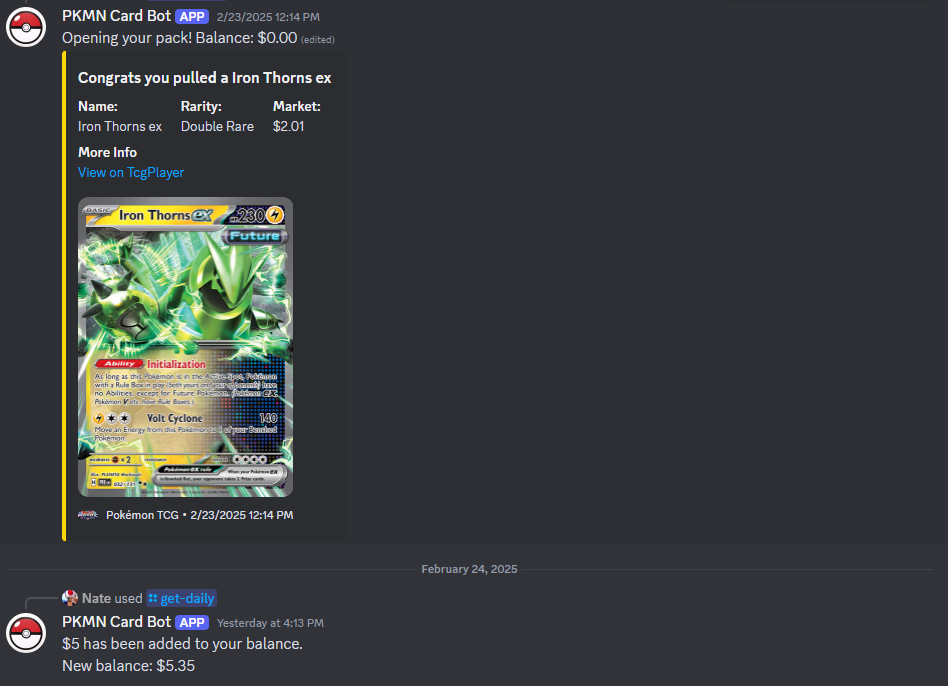 PKMN Card Bot APP 2/23/2025 12:14 PM
Opening your pack! Balance: $0.00 (edited)
Congrats you pulled a Iron Thorns ex
Name: Rarity: Market:
Iron Thorns ex Double Rare $2.01
More Info
View on TcgPlayer
BASIC Iron Thorns ex 230
Future
Ability Initialization
As long as this Pokémon is in the Active Spot, Pokémon
with a Rule Box in play (both yours and your opponent's) have
no Abilities, except for Future Pokémon. (Pokémon ex,
Pokémon V, etc. have Rule Boxes.)
Volt Cyclone 140
Move an Energy from this Pokémon to 1 of your Benched
Pokémon.
weakness ×2 resistance
Pokémon ex rule When your Pokémon ex
is Knocked Out, your opponent takes 2 Prize cards.
032/131
Pokémon TCG • 2/23/2025 12:14 PM
February 24, 2025
Nate used get-daily
PKMN Card Bot APP Yesterday at 4:13 PM
$5 has been added to your balance.
New balance: $5.35